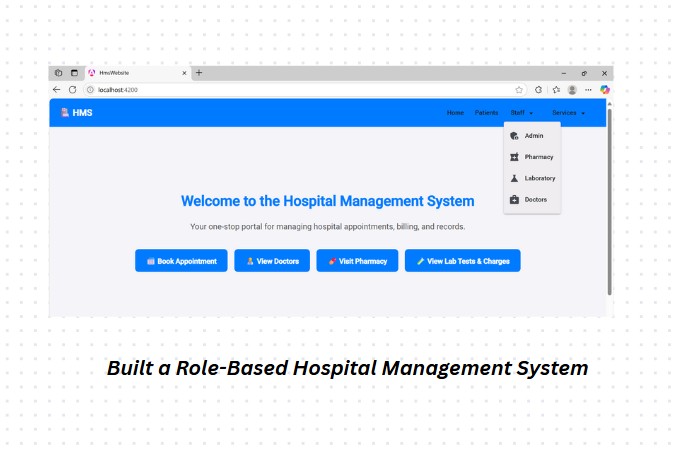 HmsWebsite
localhost:4200
HMS
Home Patients Staff Services
Admin
Pharmacy
Laboratory
Doctors
Welcome to the Hospital Management System
Your one-stop portal for managing hospital appointments, billing, and records.
Book Appointment View Doctors Visit Pharmacy View Lab Tests & Charges
Built a Role-Based Hospital Management System